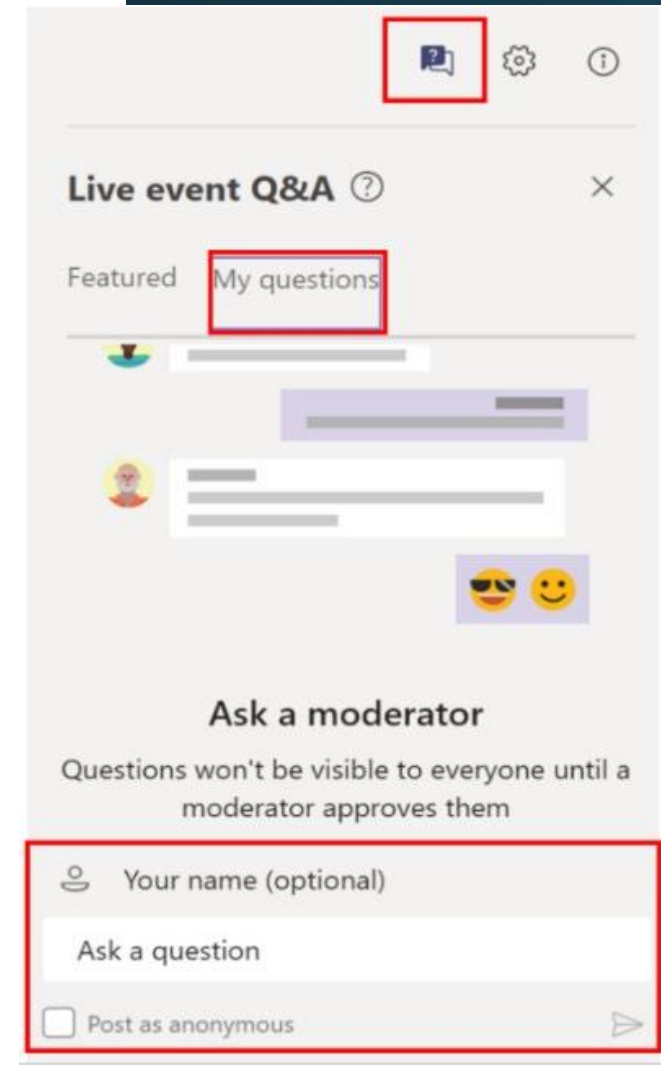 Live event Q&A
Featured
My questions
Ask a moderator
Questions won't be visible to everyone until a
moderator approves them
Your name (optional)
Ask a question
Post as anonymous